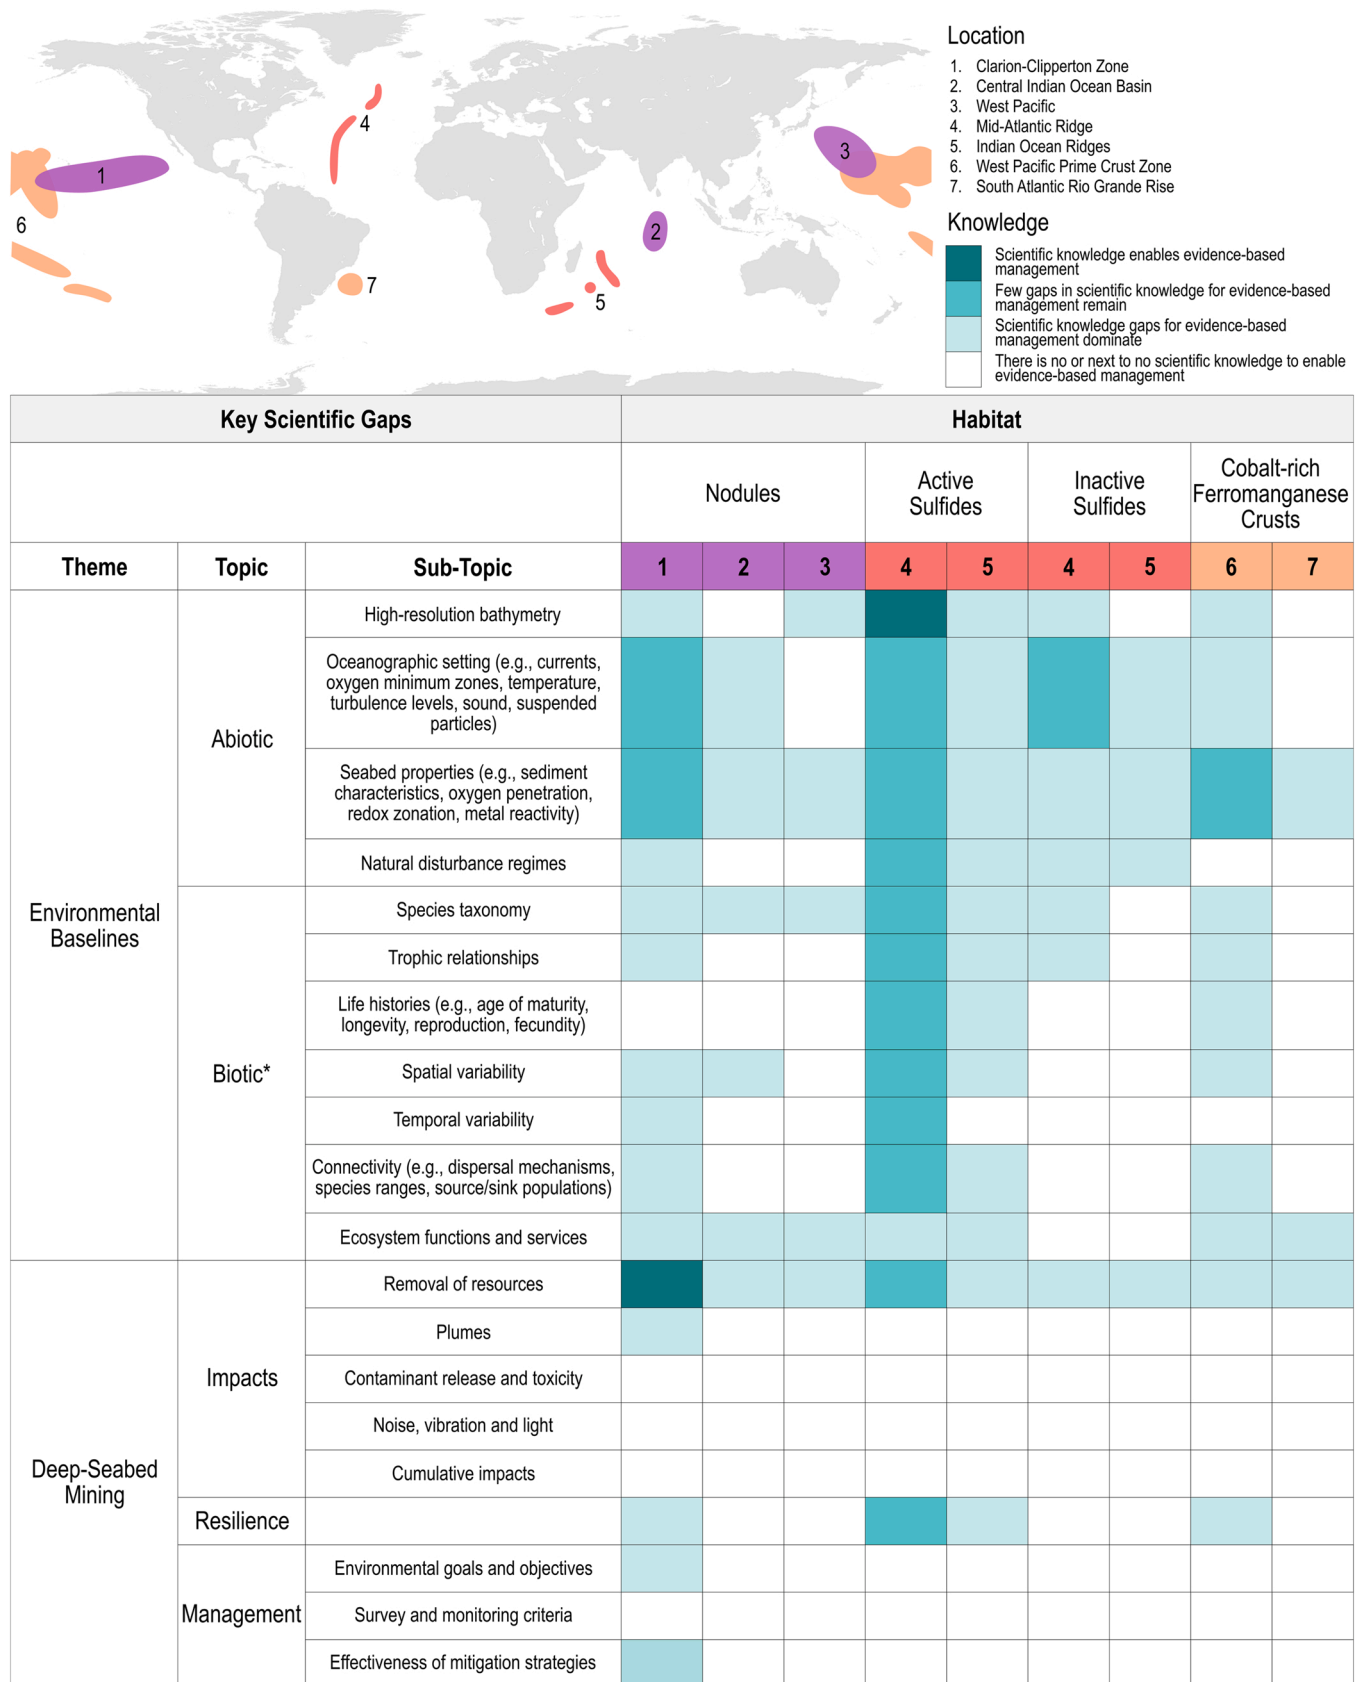 Location
1. Clarion-Clipperton Zone
2. Central Indian Ocean Basin
3. West Pacific
4. Mid-Atlantic Ridge
5. Indian Ocean Ridges
6. West Pacific Prime Crust Zone
7. South Atlantic Rio Grande Rise
Knowledge
Scientific knowledge enables evidence-based
management
Few gaps in scientific knowledge for evidence-based
management remain
Scientific knowledge gaps for evidence-based
management dominate
There is no or next to no scientific knowledge to enable
evidence-based management
4
3
1
6
2
7
5
Key Scientific Gaps
Habitat
Nodules
Active
Sulfides
Inactive
Sulfides
Cobalt-rich
Ferromanganese
Crusts
Theme Topic Sub-Topic 1 2 3 4 5 4 5 6 7
Environmental
Baselines
Abiotic
High-resolution bathymetry
Oceanographic setting (e.g., currents,
oxygen minimum zones, temperature,
turbulence levels, sound, suspended
particles)
Seabed properties (e.g., sediment
characteristics, oxygen penetration,
redox zonation, metal reactivity)
Natural disturbance regimes
Biotic*
Species taxonomy
Trophic relationships
Life histories (e.g., age of maturity,
longevity, reproduction, fecundity)
Spatial variability
Temporal variability
Connectivity (e.g., dispersal mechanisms,
species ranges, source/sink populations)
Ecosystem functions and services
Deep-Seabed
Mining
Impacts
Removal of resources
Plumes
Contaminant release and toxicity
Noise, vibration and light
Cumulative impacts
Resilience
Management
Environmental goals and objectives
Survey and monitoring criteria
Effectiveness of mitigation strategies